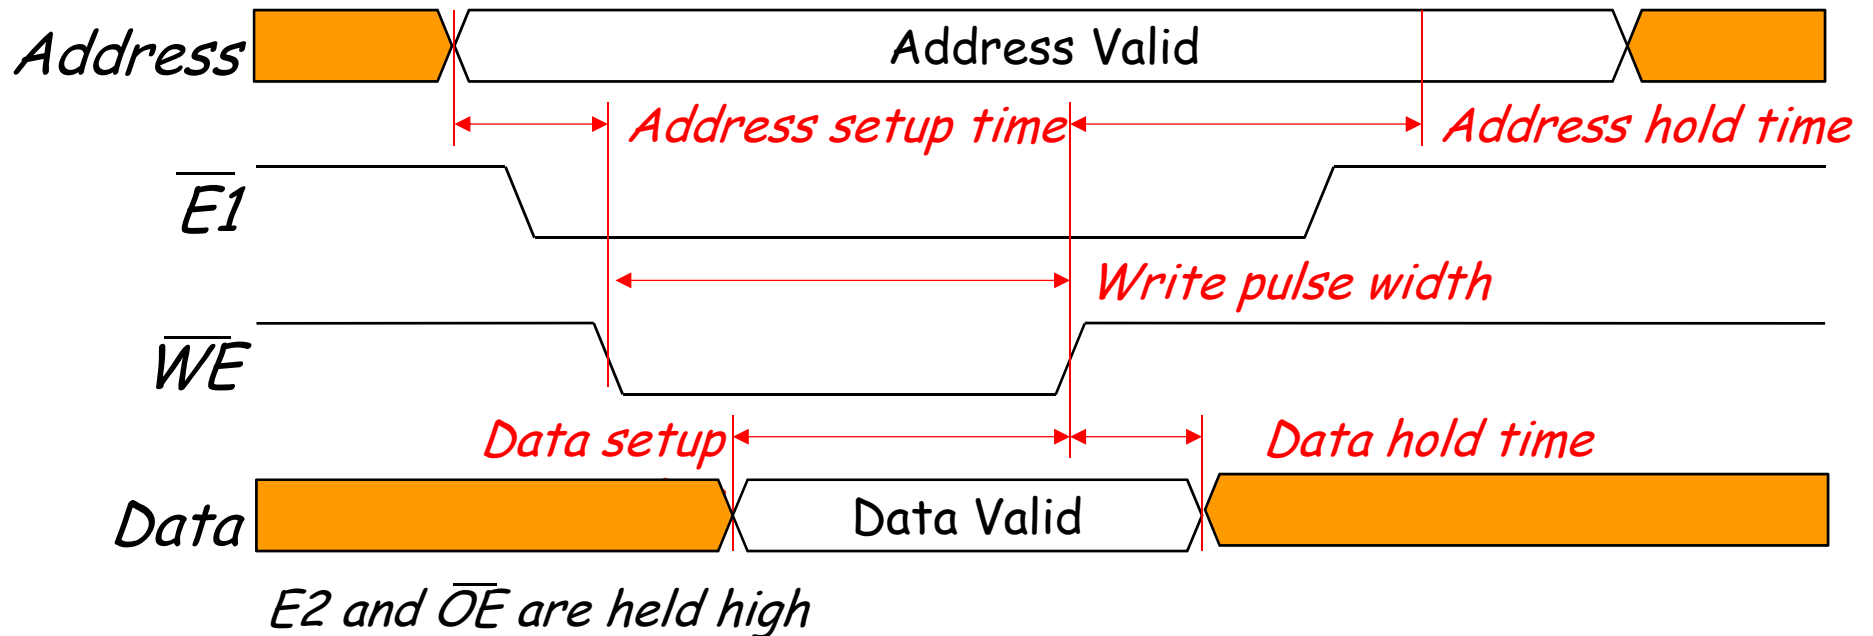 Address
Address Valid
Address setup time
Address hold time
E1
Write pulse width
WE
Data setup
Data hold time
Data
Data Valid
E2 and OE are held high